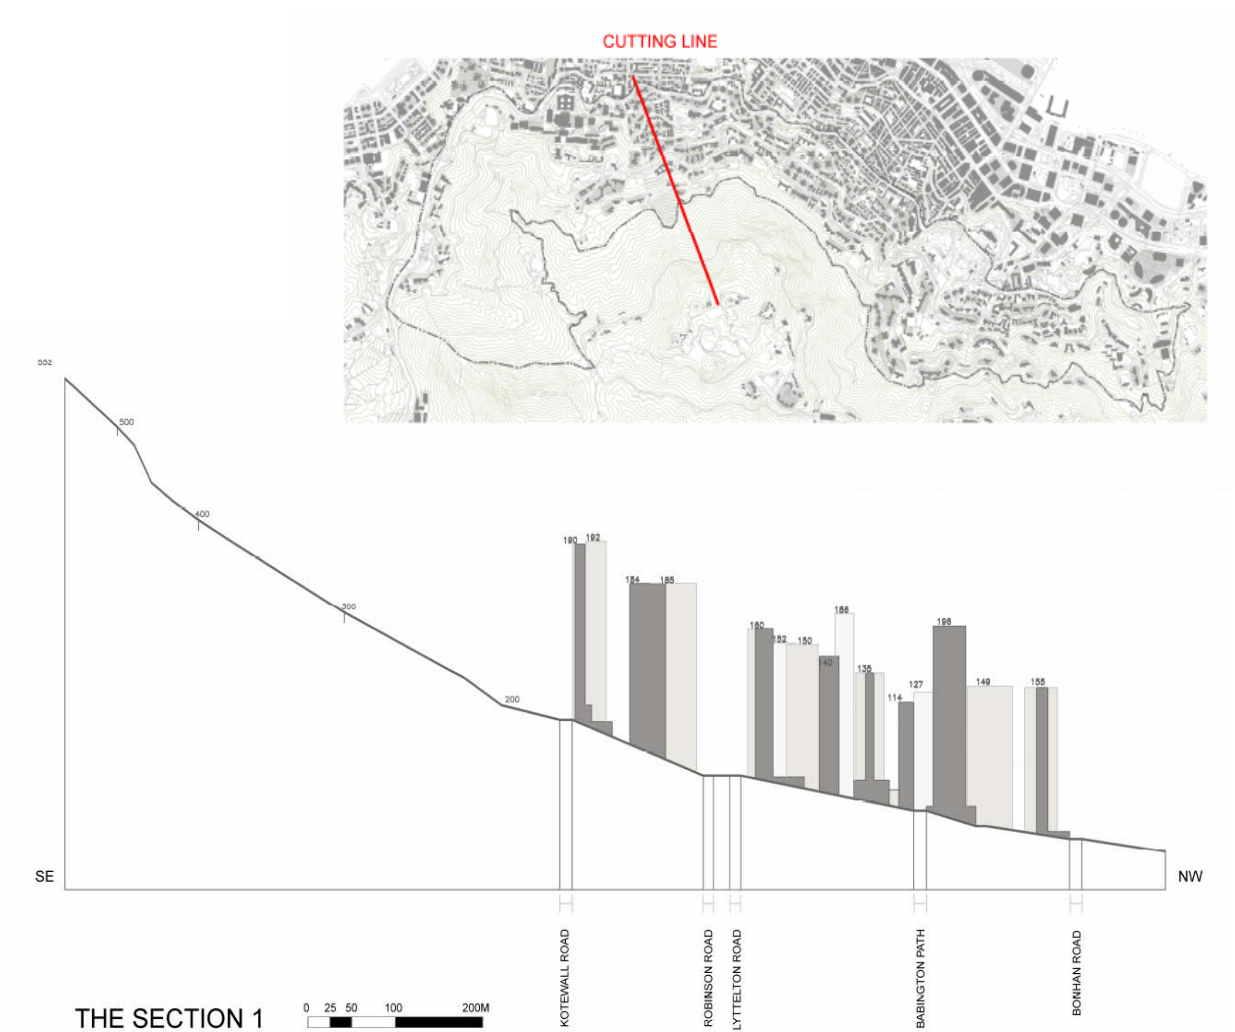 CUTTING LINE
552
500
400
300
200
190 192
184 185
160
152
150
140
186
135
114
127
196
149
155
SE
NW
KOTEWALL ROAD
ROBINSON ROAD
LYTTELTON ROAD
BABINGTON PATH
BONHAN ROAD
THE SECTION 1
0 25 50 100 200M